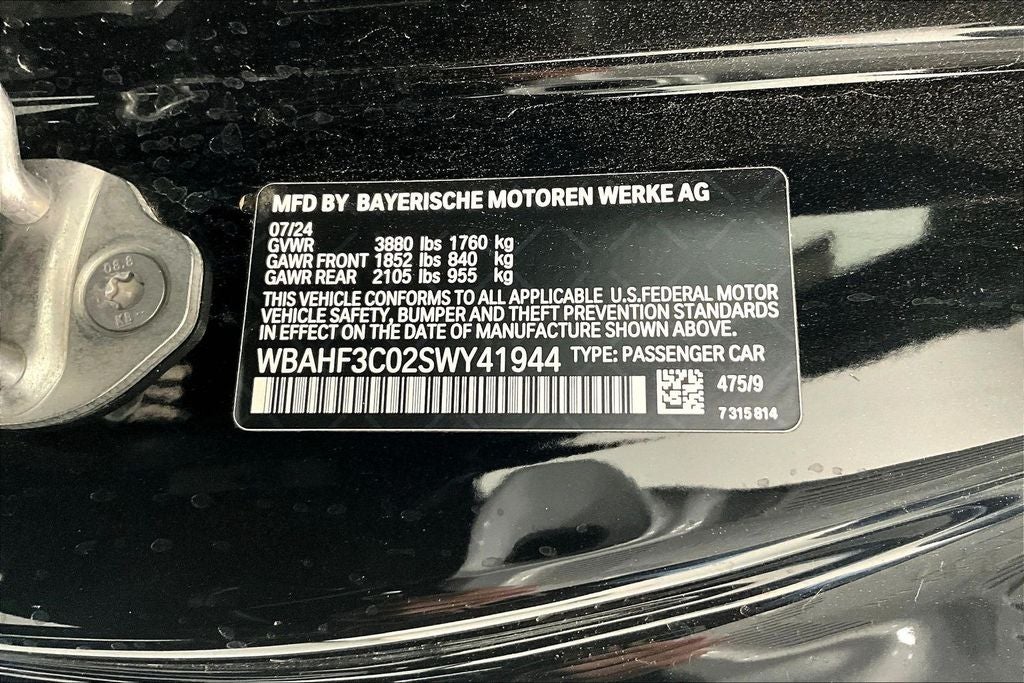 MFD BY BAYERISCHE MOTOREN WERKE AG
07/24
GVWR 3880 lbs 1760 kg
GAWR FRONT 1852 lbs 840 kg
GAWR REAR 2105 lbs 955 kg
THIS VEHICLE CONFORMS TO ALL APPLICABLE U.S.FEDERAL MOTOR
VEHICLE SAFETY, BUMPER AND THEFT PREVENTION STANDARDS
IN EFFECT ON THE DATE OF MANUFACTURE SHOWN ABOVE.
WBAHF3C02SWY41944 TYPE: PASSENGER CAR
475/9
7 315 814
08.8